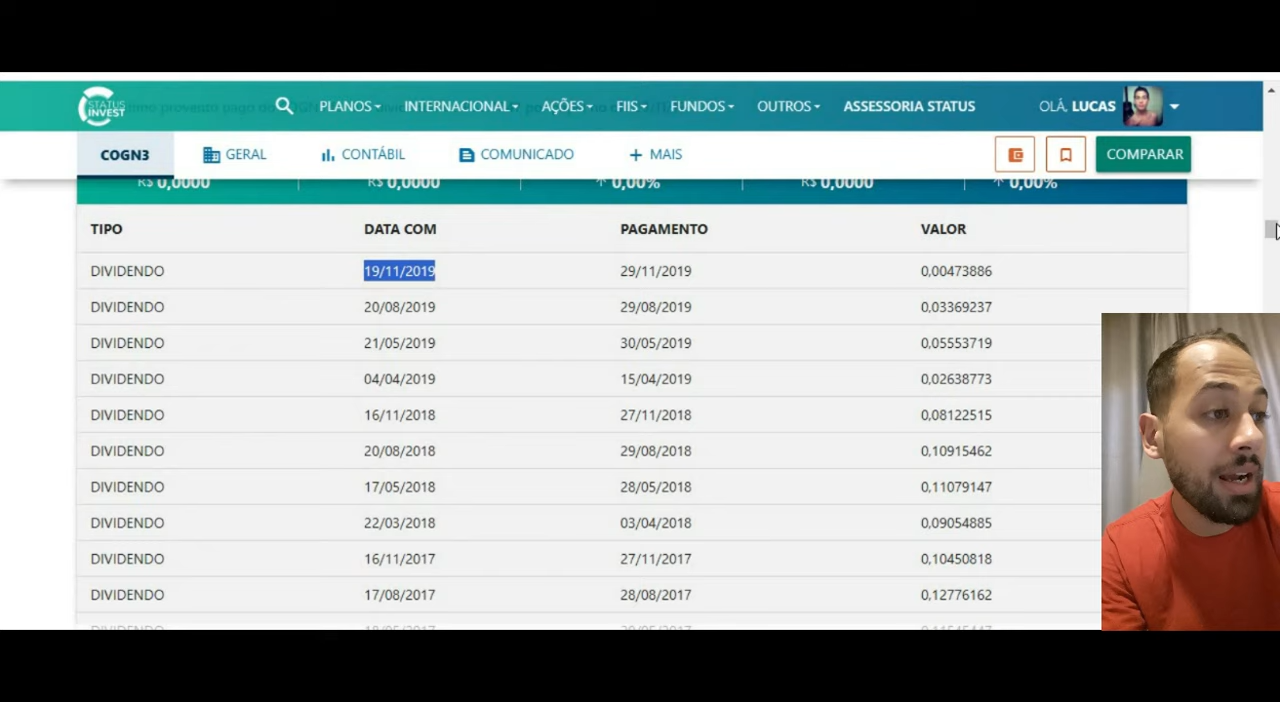 STATUS
INVEST
PLANOS
INTERNACIONAL
AÇÕES
FIIS
FUNDOS
OUTROS
ASSESSORIA STATUS
OLÁ, LUCAS
COGN3
GERAL
CONTÁBIL
COMUNICADO
+ MAIS
COMPARAR
R$ 0,0000 R$ 0,0000 0,00% R$ 0,0000 0,00%
TIPO DATA COM PAGAMENTO VALOR
DIVIDENDO 19/11/2019 29/11/2019 0,00473886
DIVIDENDO 20/08/2019 29/08/2019 0,03369237
DIVIDENDO 21/05/2019 30/05/2019 0,05553719
DIVIDENDO 04/04/2019 15/04/2019 0,02638773
DIVIDENDO 16/11/2018 27/11/2018 0,08122515
DIVIDENDO 20/08/2018 29/08/2018 0,10915462
DIVIDENDO 17/05/2018 28/05/2018 0,11079147
DIVIDENDO 22/03/2018 03/04/2018 0,09054885
DIVIDENDO 16/11/2017 27/11/2017 0,10450818
DIVIDENDO 17/08/2017 28/08/2017 0,12776162
DIVIDENDO